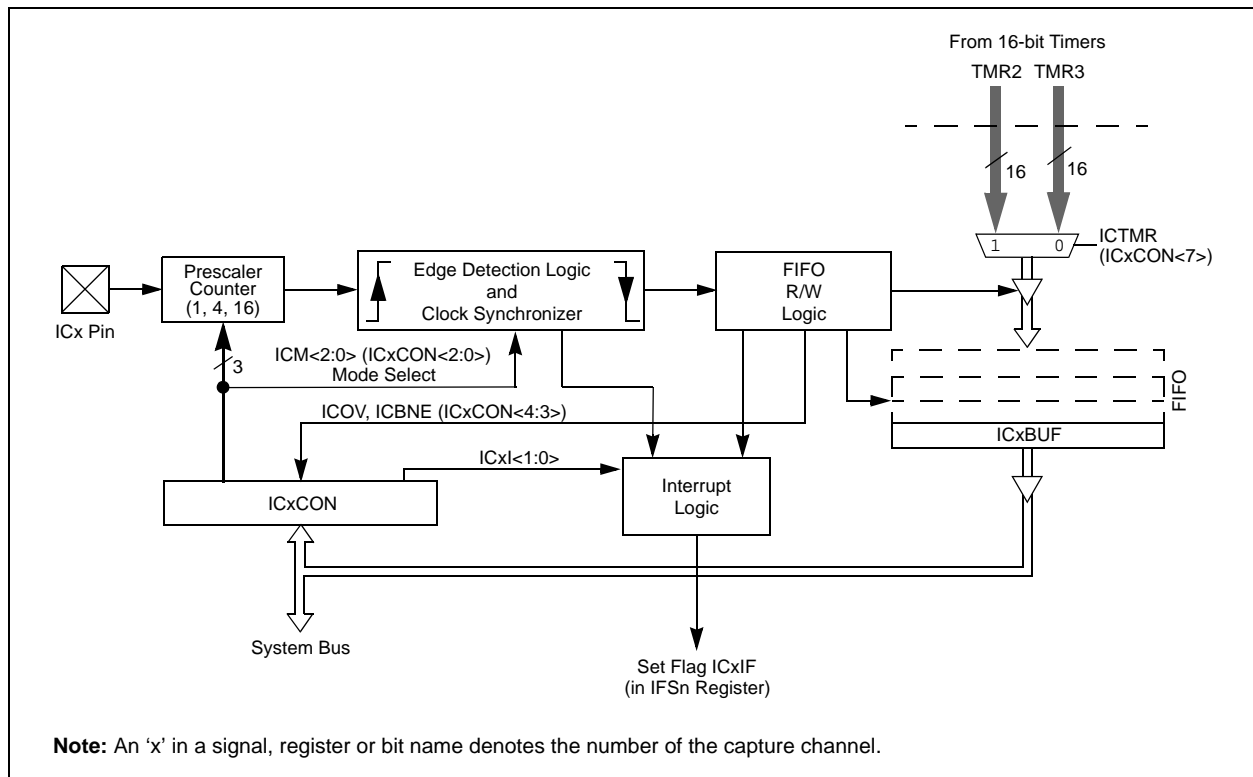 From 16-bit Timers
TMR2 TMR3
16 16
1 0
ICTMR
(ICxCON<7>)
Prescaler
Counter
(1, 4, 16)
Edge Detection Logic
and
Clock Synchronizer
FIFO
R/W
Logic
ICx Pin
3
ICM<2:0> (ICxCON<2:0>)
Mode Select
FIFO
ICOV, ICBNE (ICxCON<4:3>)
ICxBUF
ICxI<1:0>
ICxCON
Interrupt
Logic
System Bus
Set Flag ICxIF
(in IFSn Register)
Note: An ‘x’ in a signal, register or bit name denotes the number of the capture channel.